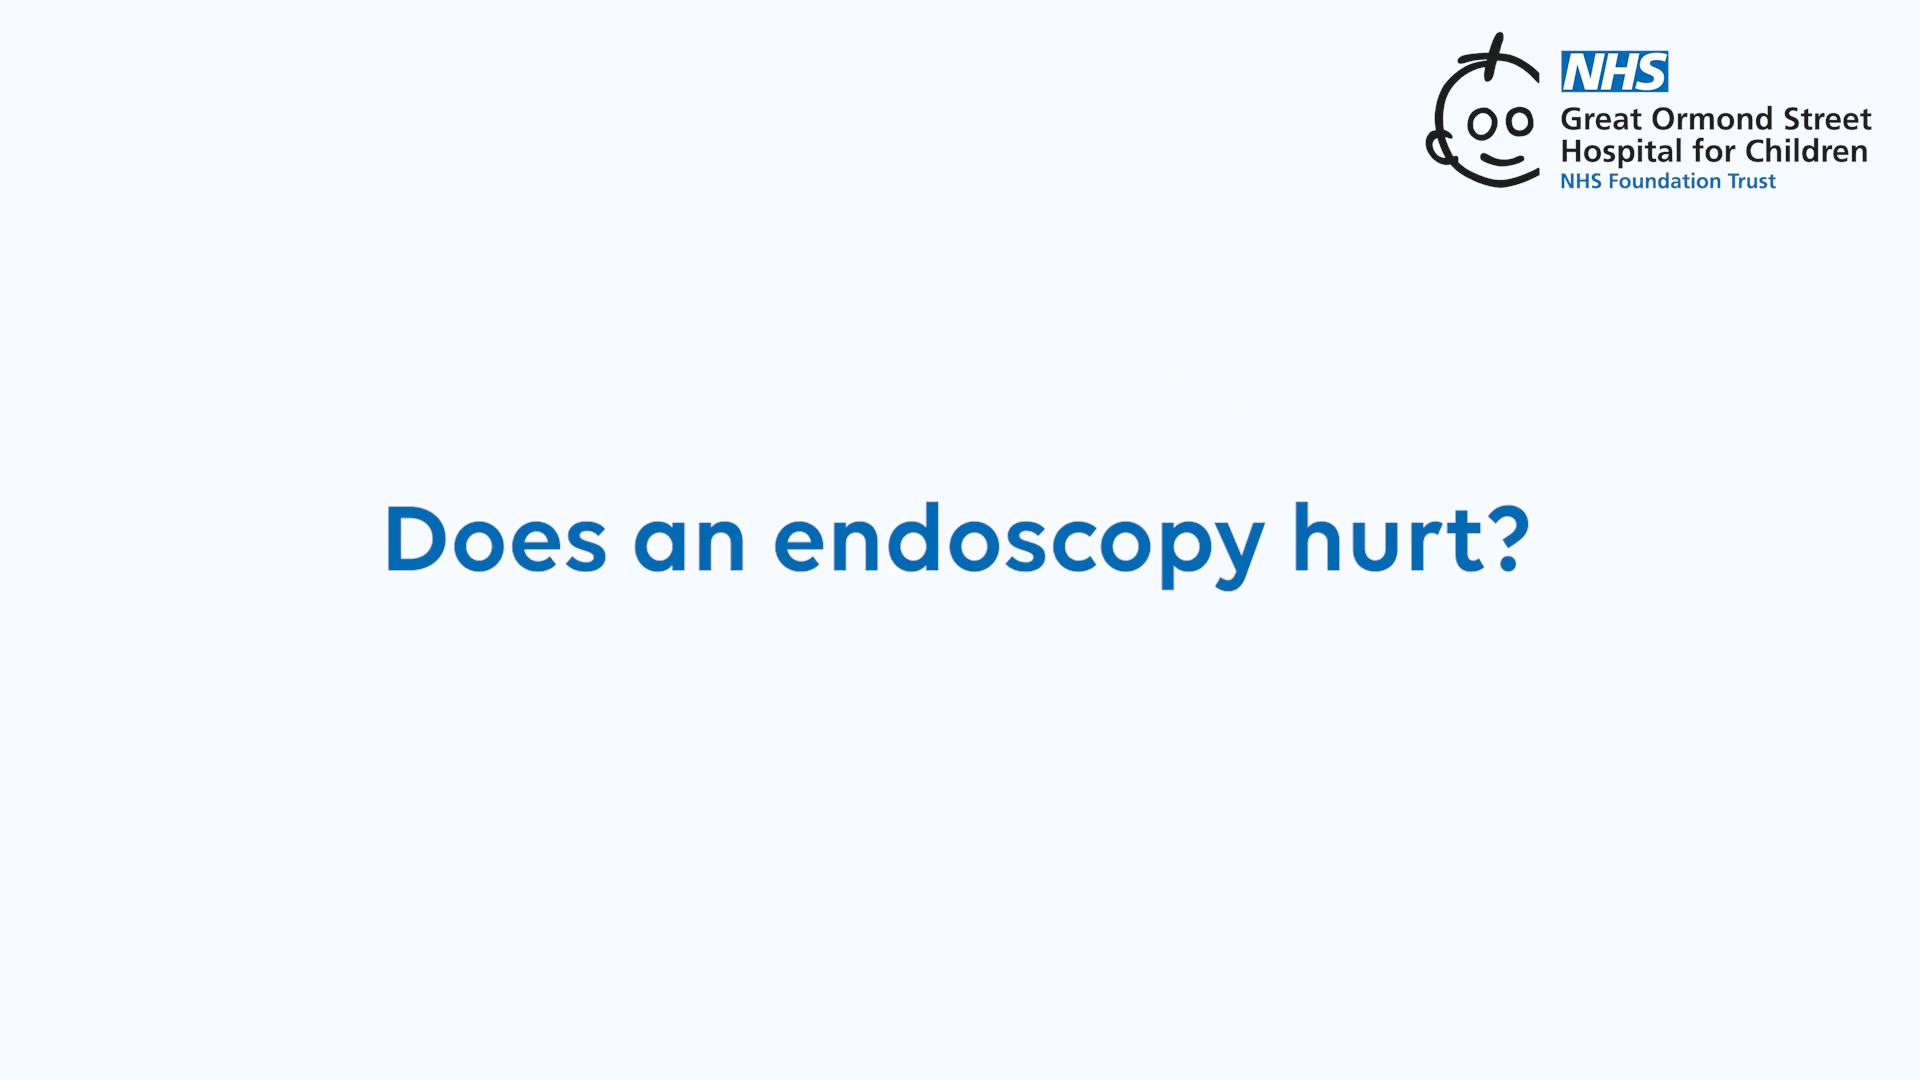 NHS
Great Ormond Street
Hospital for Children
NHS Foundation Trust
Does an endoscopy hurt?